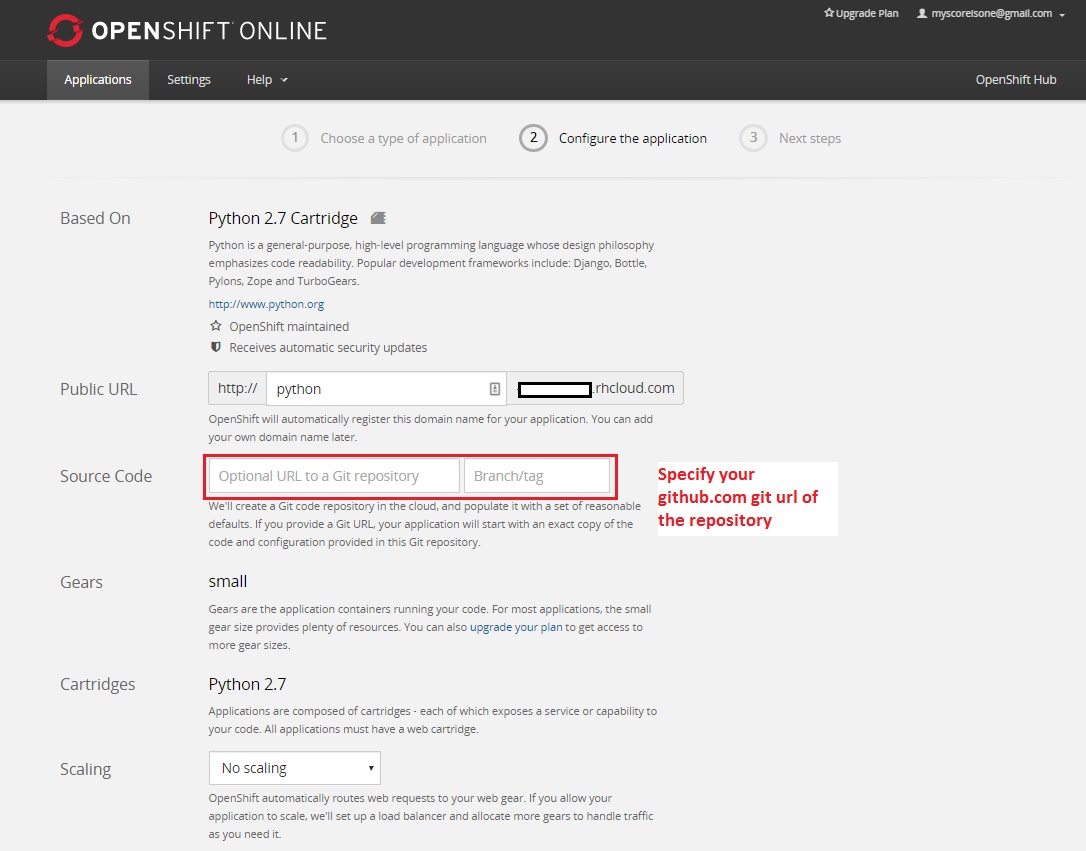 OPENSHIFT ONLINE
Upgrade Plan
myscoreisone@gmail.com
Applications
Settings
Help
OpenShift Hub
1 Choose a type of application
2 Configure the application
3 Next steps
Based On
Python 2.7 Cartridge
Python is a general-purpose, high-level programming language whose design philosophy
emphasizes code readability. Popular development frameworks include: Django, Bottle,
Pylons, Zope and TurboGears.
http://www.python.org
OpenShift maintained
Receives automatic security updates
Public URL
http:// python .rhcloud.com
OpenShift will automatically register this domain name for your application. You can add
your own domain name later.
Source Code
Optional URL to a Git repository
Branch/tag
Specify your
github.com git url of
the repository
We'll create a Git code repository in the cloud, and populate it with a set of reasonable
defaults. If you provide a Git URL, your application will start with an exact copy of the
code and configuration provided in this Git repository.
Gears
small
Gears are the application containers running your code. For most applications, the small
gear size provides plenty of resources. You can also upgrade your plan to get access to
more gear sizes.
Cartridges
Python 2.7
Applications are composed of cartridges - each of which exposes a service or capability to
your code. All applications must have a web cartridge.
Scaling
No scaling
OpenShift automatically routes web requests to your web gear. If you allow your
application to scale, we'll set up a load balancer and allocate more gears to handle traffic
as you need it.